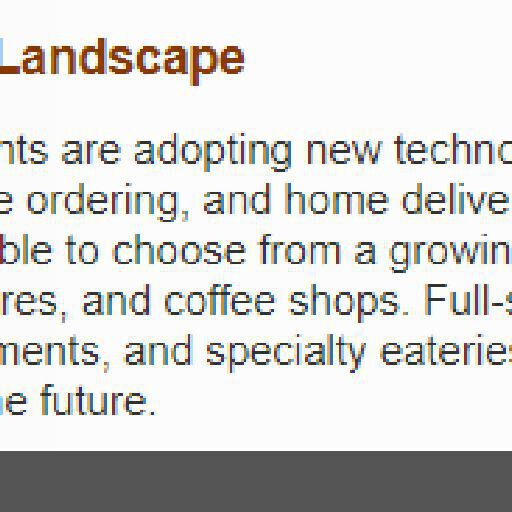 Landscape
nts are adopting new techno
e ordering, and home delive
ble to choose from a growin
res, and coffee shops. Full-s
ments, and specialty eaterie
e future.